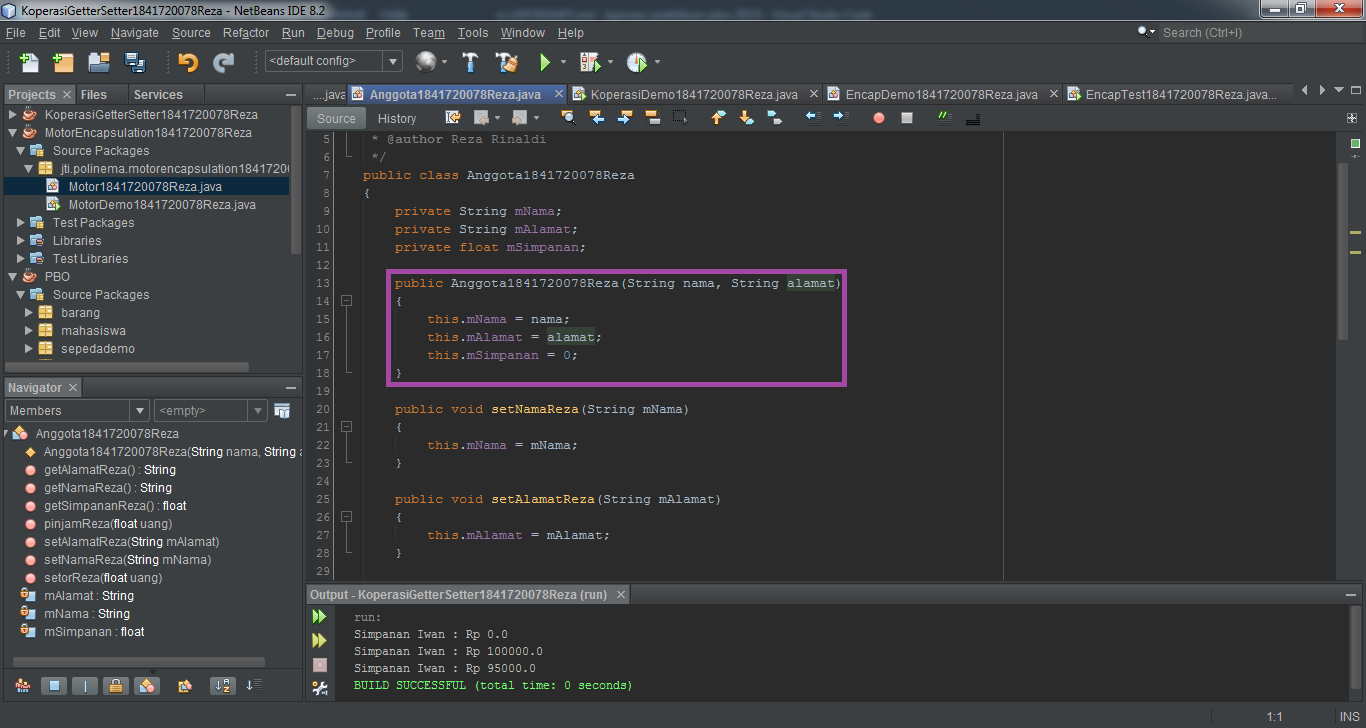 KoperasiGetterSetter1841720078Reza - NetBeans IDE 8.2
File Edit View Navigate Source Refactor Run Debug Profile Team Tools Window Help
Search (Ctrl+I)
<default config>
Projects Files Services
KoperasiGetterSetter1841720078Reza
MotorEncapsulation1841720078Reza
Source Packages
jti.polinema.motorencapsulation18417200
Motor1841720078Reza.java
MotorDemo1841720078Reza.java
Test Packages
Libraries
Test Libraries
PBO
Source Packages
barang
mahasiswa
sepedademo
Navigator
Members <empty>
Anggota1841720078Reza
Anggota1841720078Reza(String nama, String a
getAlamatReza() : String
getNamaReza() : String
getSimpananReza() : float
pinjamReza(float uang)
setAlamatReza(String mAlamat)
setNamaReza(String mNama)
setorReza(float uang)
mAlamat : String
mNama : String
mSimpanan : float
...java Anggota1841720078Reza.java KoperasiDemo1841720078Reza.java EncapDemo1841720078Reza.java EncapTest1841720078Reza.java...
Source History
5 * @author Reza Rinaldi
6 */
7 public class Anggota1841720078Reza
8 {
9 private String mNama;
10 private String mAlamat;
11 private float mSimpanan;
12
13 public Anggota1841720078Reza(String nama, String alamat)
14 {
15 this.mNama = nama;
16 this.mAlamat = alamat;
17 this.mSimpanan = 0;
18 }
19
20 public void setNamaReza(String mNama)
21 {
22 this.mNama = mNama;
23 }
24
25 public void setAlamatReza(String mAlamat)
26 {
27 this.mAlamat = mAlamat;
28 }
29
Output - KoperasiGetterSetter1841720078Reza (run)
run:
Simpanan Iwan : Rp 0.0
Simpanan Iwan : Rp 100000.0
Simpanan Iwan : Rp 95000.0
BUILD SUCCESSFUL (total time: 0 seconds)
1:1 INS